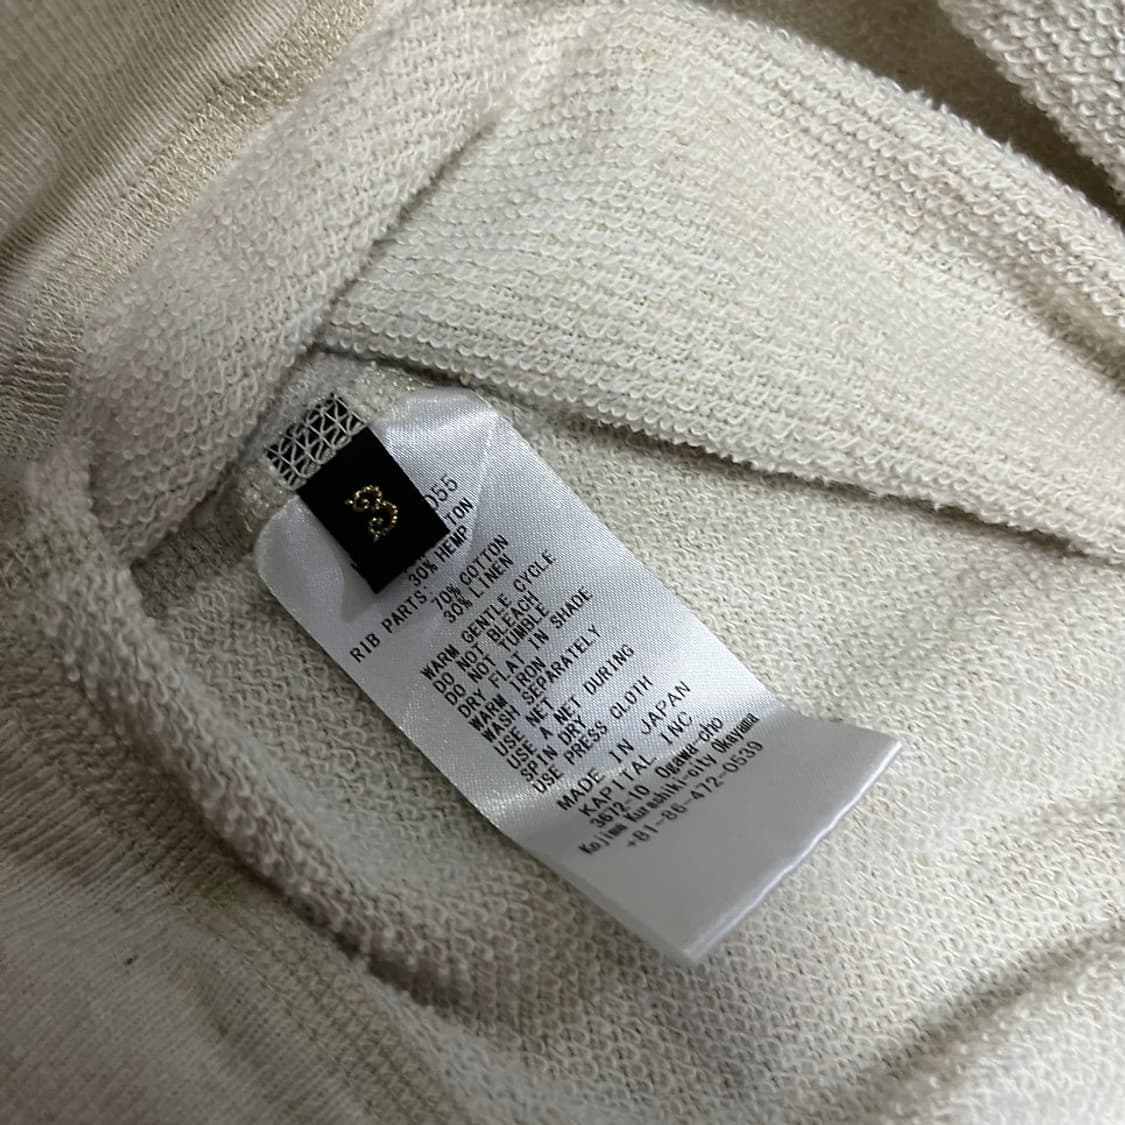 3
055
TON
30% HEMP
RIB PARTS:
70% COTTON
30% LINEN
WARM GENTLE CYCLE
DO NOT BLEACH
DO NOT TUMBLE
DRY FLAT IN SHADE
WARM IRON
WASH SEPARATELY
USE NET
USE A NET DURING
SPIN DRY
USE PRESS CLOTH
MADE IN JAPAN
KAPITAL INC
3672-10 Ogawa-cho
Kojima Kurashiki-city Okayama
+81-86-472-0539